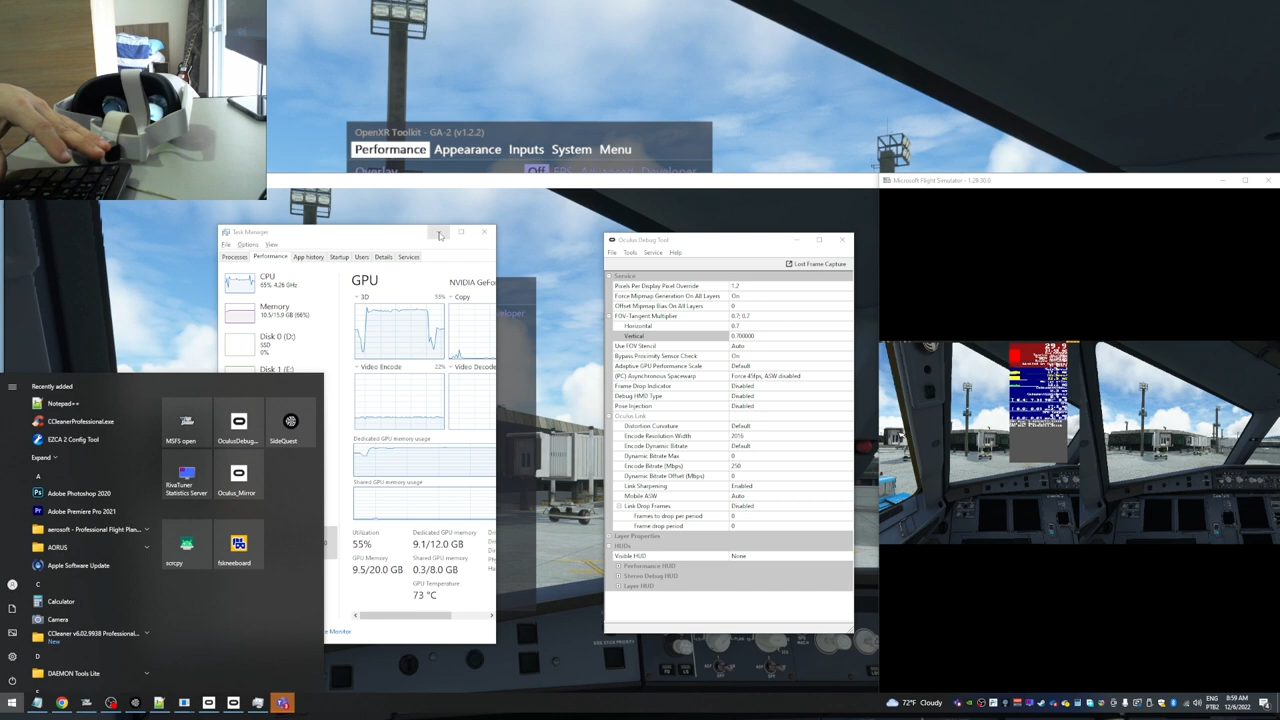 OpenXR Toolkit - GA-2 (v1.2.2)
Performance Appearance Inputs System Menu
Overlay Off FPS Advanced Developer
Microsoft Flight Simulator - 1.29.30.0
Task Manager
File Options View
Processes Performance App history Startup Users Details Services
CPU
65% 4.26 GHz
Memory
10.5/15.9 GB (66%)
Disk 0 (D:)
SSD
0%
Disk 1 (E:)
GPU
NVIDIA GeFo
3D 55% Copy
Video Encode 22% Video Decode
Dedicated GPU memory usage
Shared GPU memory usage
Utilization
55%
Dedicated GPU memory
9.1/12.0 GB
GPU Memory
9.5/20.0 GB
Shared GPU memory
0.3/8.0 GB
GPU Temperature
73 °C
e Monitor
Oculus Debug Tool
File Tools Service Help
Lost Frame Capture
Service
Pixels Per Display Pixel Override 1.2
Force Mipmap Generation On All Layers On
Offset Mipmap Bias On All Layers 0
FOV-Tangent Multiplier 0.7; 0.7
Horizontal 0.7
Vertical 0.700000
Use FOV Stencil Auto
Bypass Proximity Sensor Check On
Adaptive GPU Performance Scale Default
(PC) Asynchronous Spacewarp Force 45fps, ASW disabled
Frame Drop Indicator Disabled
Debug HMD Type Disabled
Pose Injection Disabled
Oculus Link
Distortion Curvature Default
Encode Resolution Width 2016
Encode Dynamic Bitrate Default
Dynamic Bitrate Max 0
Encode Bitrate (Mbps) 250
Dynamic Bitrate Offset (Mbps) 0
Link Sharpening Enabled
Mobile ASW Auto
Link Drop Frames Disabled
Frames to drop per period 0
Frame drop period 0
Layer Properties
HUDs
Visible HUD None
Performance HUD
Stereo Debug HUD
Layer HUD
Recently added
Notepad++
CCleanerProfessional.exe
EZCA 2 Config Tool
Expand
Adobe Photoshop 2020
Adobe Premiere Pro 2021
aerosoft - Professional Flight Plan...
AORUS
Apple Software Update
C
Calculator
Camera
CCleaner v6.02.9938 Professional...
New
D
DAEMON Tools Lite
MSFS open
OculusDebug...
SideQuest
RivaTuner
Statistics Server
Oculus_Mirror
scrcpy
fskneeboard
72°F Cloudy
ENG
PTB2
8:59 AM
12/6/2022